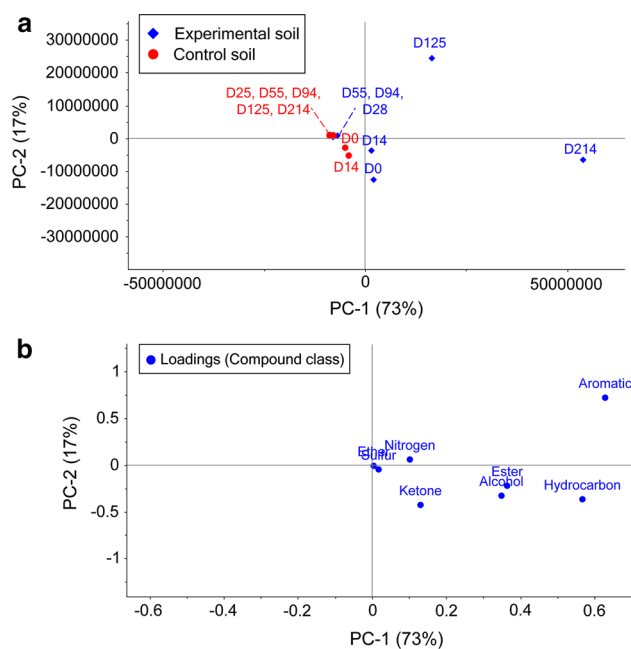 a
Experimental soil
Control soil
30000000
20000000
10000000
0
-10000000
-20000000
-30000000
PC-2 (17%)
D125
D25, D55, D94,
D125, D214
D55, D94,
D28
D0
D14
D14
D0
D214
-50000000
0
50000000
PC-1 (73%)
b
Loadings (Compound class)
1
0.5
0
-0.5
-1
PC-2 (17%)
Aromatic
Ether
Sulfur
Nitrogen
Ketone
Ester
Alcohol
Hydrocarbon
-0.6
-0.4
-0.2
0
0.2
0.4
0.6
PC-1 (73%)